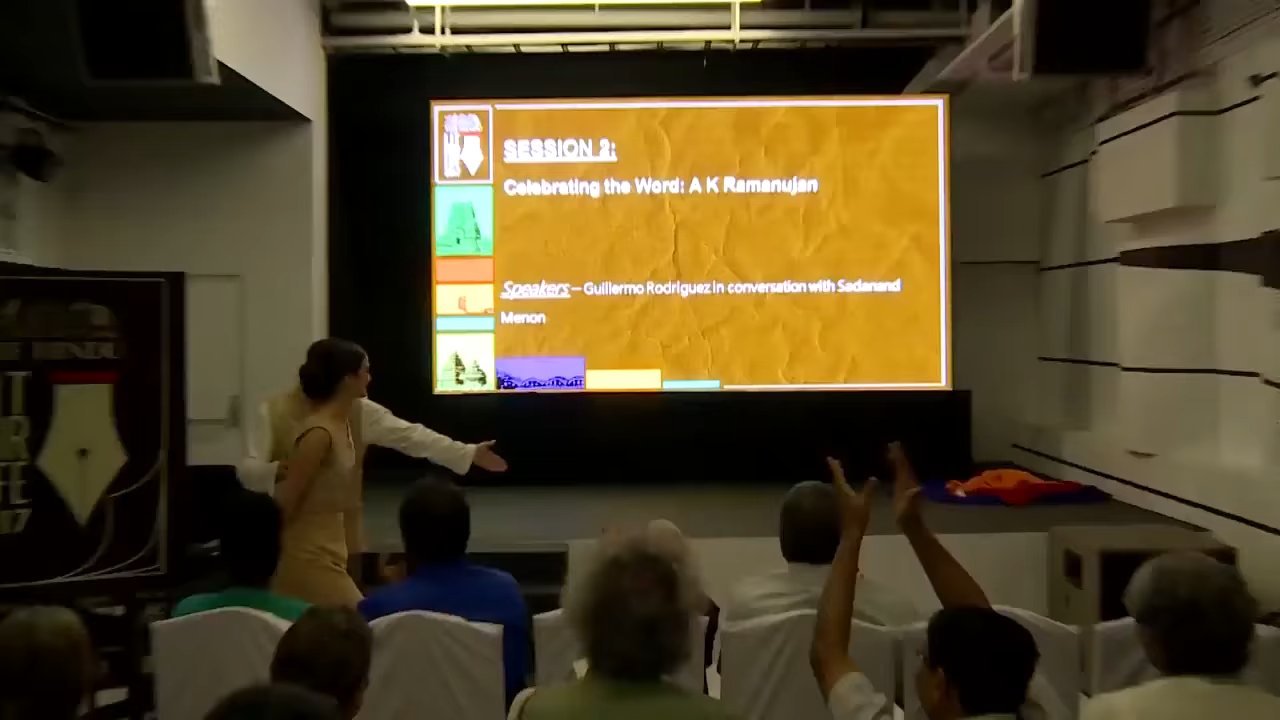 SESSION 2:
Celebrating the Word: A K Ramanujan
Speakers – Guillermo Rodriguez in conversation with Sadanand
Menon